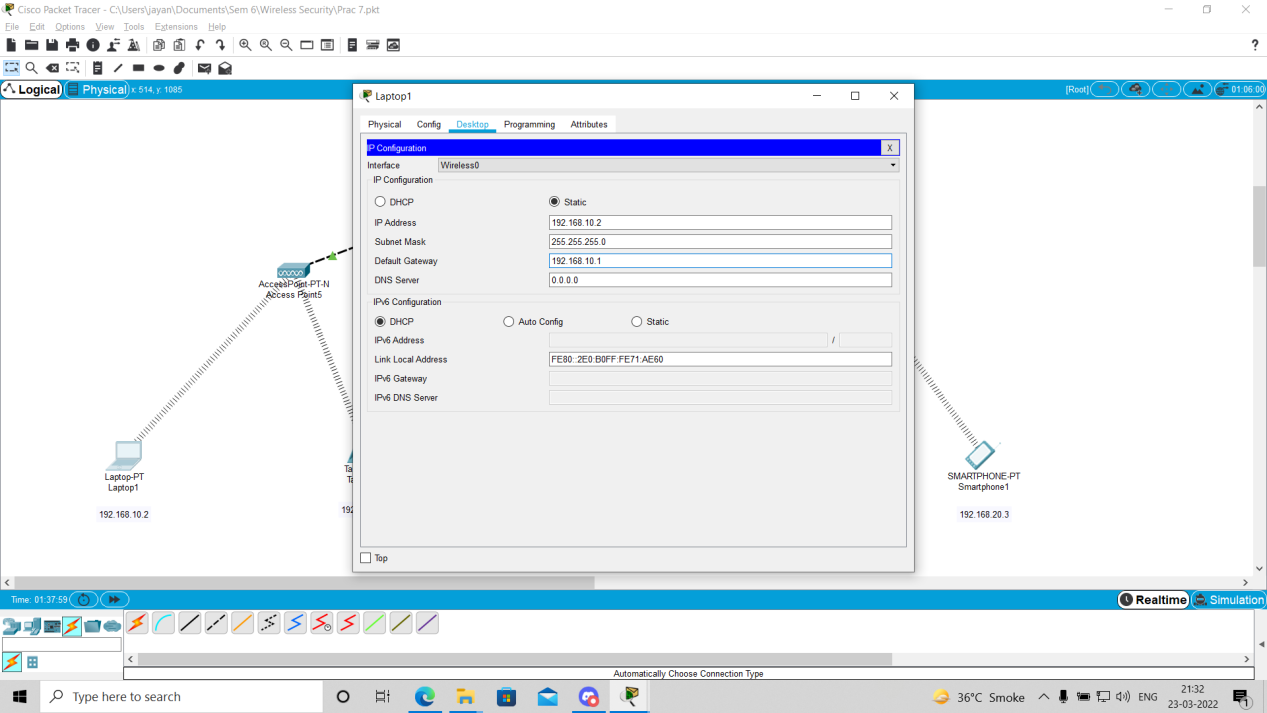 Cisco Packet Tracer - C:\Users\jayan\Documents\Sem 6\Wireless Security\Prac 7.pkt
File Edit Options View Tools Extensions Help
?
Logical Physical x: 514, y: 1085
[Root] 01:06:00
Laptop1
Physical Config Desktop Programming Attributes
IP Configuration X
Interface Wireless0
IP Configuration
DHCP Static
IP Address 192.168.10.2
Subnet Mask 255.255.255.0
Default Gateway 192.168.10.1
DNS Server 0.0.0.0
IPv6 Configuration
DHCP Auto Config Static
IPv6 Address /
Link Local Address FE80::2E0:B0FF:FE71:AE60
IPv6 Gateway
IPv6 DNS Server
Top
AccessPoint-PT-N
Access Point5
Laptop-PT
Laptop1
192.168.10.2
Ta
Ta
192
SMARTPHONE-PT
Smartphone1
192.168.20.3
Time: 01:37:59
Realtime Simulation
Automatically Choose Connection Type
Type here to search
36°C Smoke
ENG
21:32
23-03-2022
1